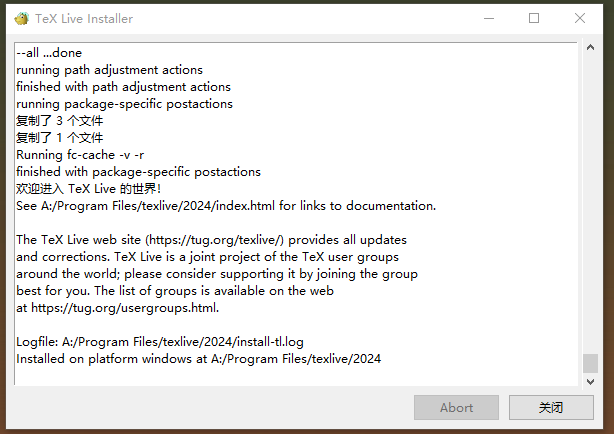 TeX Live Installer
--all ...done
running path adjustment actions
finished with path adjustment actions
running package-specific postactions
复制了 3 个文件
复制了 1 个文件
Running fc-cache -v -r
finished with package-specific postactions
欢迎进入 TeX Live 的世界!
See A:/Program Files/texlive/2024/index.html for links to documentation.
The TeX Live web site (https://tug.org/texlive/) provides all updates
and corrections. TeX Live is a joint project of the TeX user groups
around the world; please consider supporting it by joining the group
best for you. The list of groups is available on the web
at https://tug.org/usergroups.html.
Logfile: A:/Program Files/texlive/2024/install-tl.log
Installed on platform windows at A:/Program Files/texlive/2024
Abort
关闭